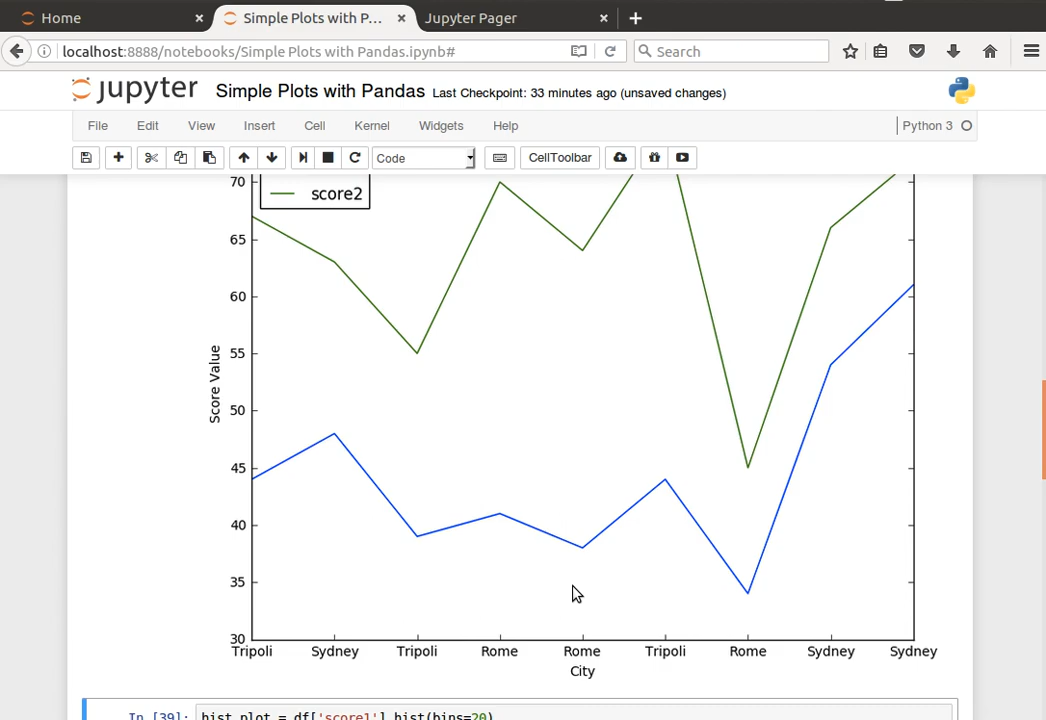 Home
Simple Plots with P...
Jupyter Pager
localhost:8888/notebooks/Simple Plots with Pandas.ipynb#
Search
jupyter Simple Plots with Pandas Last Checkpoint: 33 minutes ago (unsaved changes)
File Edit View Insert Cell Kernel Widgets Help Python 3
Code CellToolbar
70
score2
65
60
55
50
45
40
35
30
Score Value
Tripoli Sydney Tripoli Rome Rome Tripoli Rome Sydney Sydney
City
In [39]: hist_plot = df['score1'].hist(bins=20)